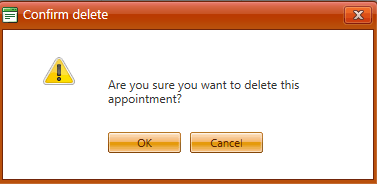 Confirm delete
Are you sure you want to delete this
appointment?
OK
Cancel